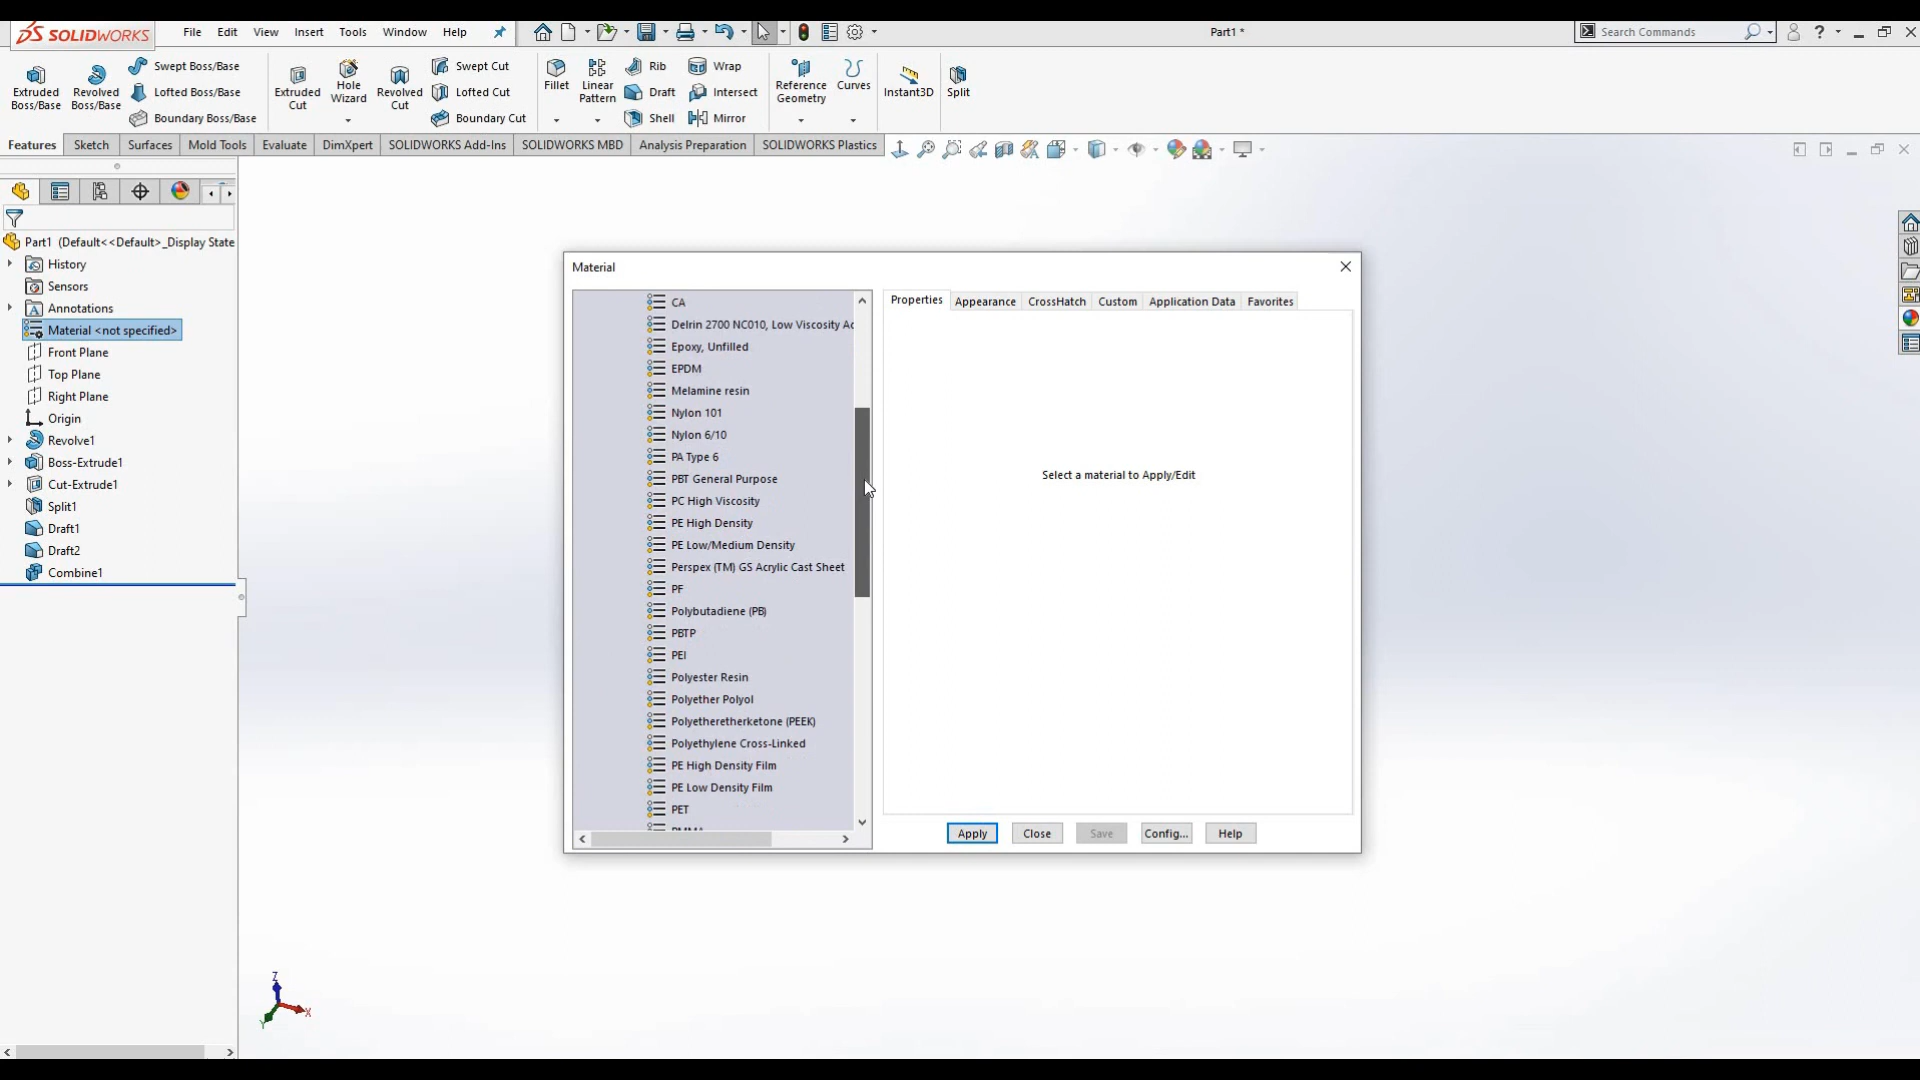 SOLIDWORKS File Edit View Insert Tools Window Help Part1 * Search Commands
Extruded Boss/Base
Revolved Boss/Base
Swept Boss/Base
Lofted Boss/Base
Boundary Boss/Base
Extruded Cut
Hole Wizard
Revolved Cut
Swept Cut
Lofted Cut
Boundary Cut
Fillet
Linear Pattern
Rib
Draft
Shell
Wrap
Intersect
Mirror
Reference Geometry
Curves
Instant3D
Split
Features Sketch Surfaces Mold Tools Evaluate DimXpert SOLIDWORKS Add-Ins SOLIDWORKS MBD Analysis Preparation SOLIDWORKS Plastics
Part1 (Default<<Default>_Display State
History
Sensors
Annotations
Material <not specified>
Front Plane
Top Plane
Right Plane
Origin
Revolve1
Boss-Extrude1
Cut-Extrude1
Split1
Draft1
Draft2
Combine1
Material
CA
Delrin 2700 NC010, Low Viscosity Ac
Epoxy, Unfilled
EPDM
Melamine resin
Nylon 101
Nylon 6/10
PA Type 6
PBT General Purpose
PC High Viscosity
PE High Density
PE Low/Medium Density
Perspex (TM) GS Acrylic Cast Sheet
PF
Polybutadiene (PB)
PBTP
PEI
Polyester Resin
Polyether Polyol
Polyetheretherketone (PEEK)
Polyethylene Cross-Linked
PE High Density Film
PE Low Density Film
PET
Properties Appearance CrossHatch Custom Application Data Favorites
Select a material to Apply/Edit
Apply Close Save Config... Help
Z
X
Y